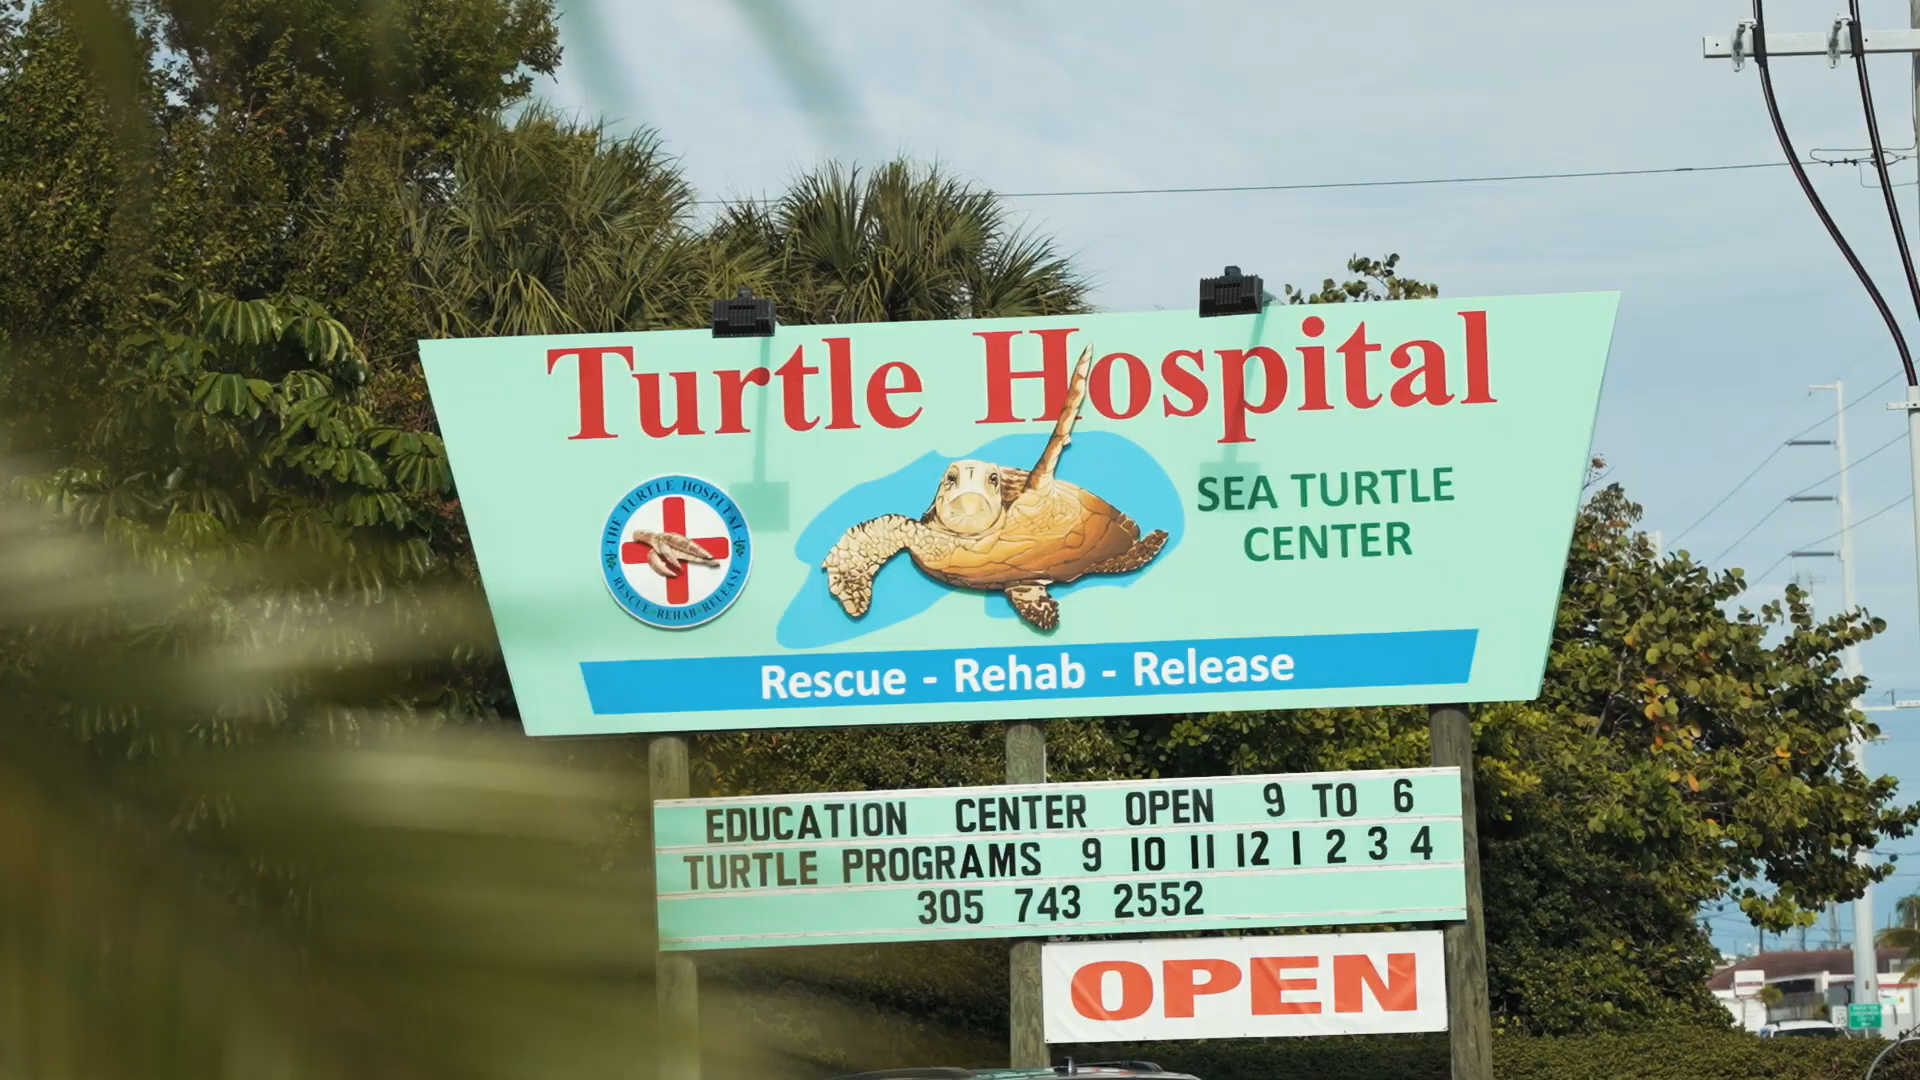 Turtle Hospital
THE TURTLE HOSPITAL
RESCUE REHAB RELEASE
SEA TURTLE
CENTER
Rescue - Rehab - Release
EDUCATION CENTER OPEN 9 TO 6
TURTLE PROGRAMS 9 10 11 12 1 2 3 4
305 743 2552
OPEN